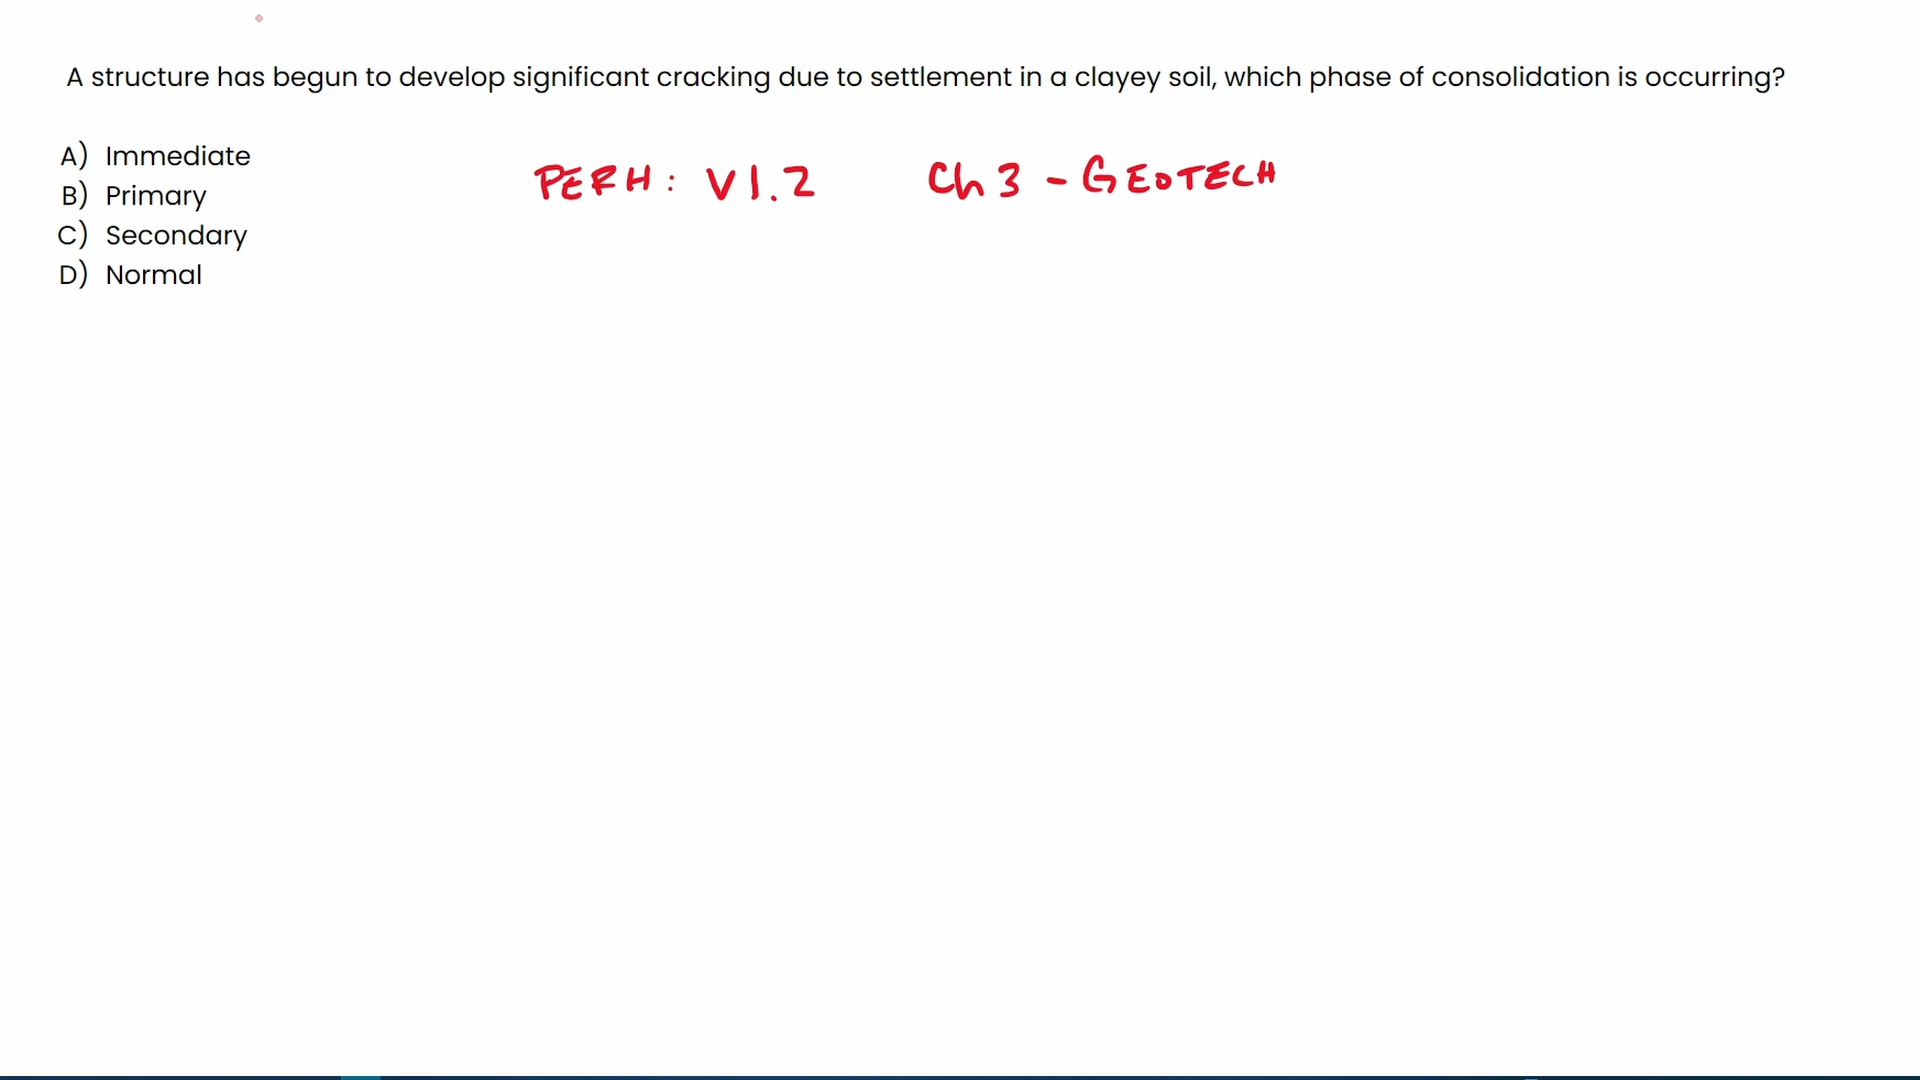 A structure has begun to develop significant cracking due to settlement in a clayey soil, which phase of consolidation is occurring?
A) Immediate
B) Primary
C) Secondary
D) Normal
PERH: V1.2 Ch 3 - GEOTECH